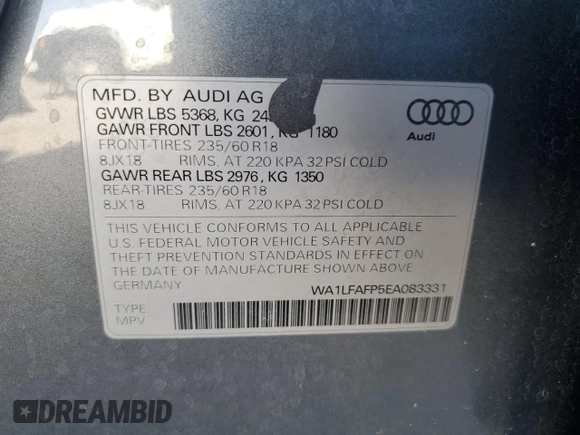 MFD. BY AUDI AG
GVWR LBS 5368, KG
GAWR FRONT LBS 2601, KG 1180
FRONT-TIRES 235/60 R18
8JX18 RIMS, AT 220 KPA 32 PSI COLD
GAWR REAR LBS 2976, KG 1350
REAR-TIRES 235/60 R18
8JX18 RIMS, AT 220 KPA 32 PSI COLD
Audi
THIS VEHICLE CONFORMS TO ALL APPLICABLE
U.S. FEDERAL MOTOR VEHICLE SAFETY AND
THEFT PREVENTION STANDARDS IN EFFECT ON
THE DATE OF MANUFACTURE SHOWN ABOVE
GERMANY
WA1LFAFP5EA083331
TYPE:
MPV
DREAMBID